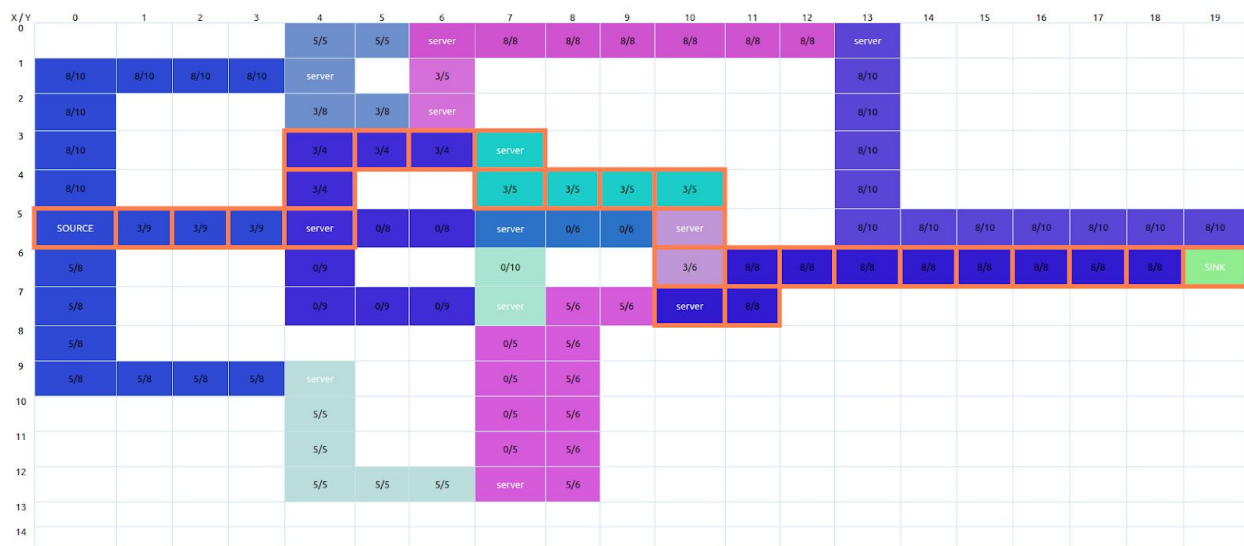 X / Y 0 1 2 3 4 5 6 7 8 9 10 11 12 13 14 15 16 17 18 19
0 5/5 5/5 server 8/8 8/8 8/8 8/8 8/8 8/8 server
1 8/10 8/10 8/10 8/10 server 3/5 8/10
2 8/10 3/8 3/8 server 8/10
3 8/10 3/4 3/4 3/4 server 8/10
4 8/10 3/4 3/5 3/5 3/5 3/5 8/10
5 SOURCE 3/9 3/9 3/9 server 0/8 0/8 server 0/6 0/6 server 8/10 8/10 8/10 8/10 8/10 8/10 8/10
6 5/8 0/9 0/10 3/6 8/8 8/8 8/8 8/8 8/8 8/8 8/8 8/8 SINK
7 5/8 0/9 0/9 0/9 server 5/6 5/6 server 8/8
8 5/8 0/5 5/6
9 5/8 5/8 5/8 5/8 server 0/5 5/6
10 5/5 0/5 5/6
11 5/5 0/5 5/6
12 5/5 5/5 5/5 server 5/6
13
14